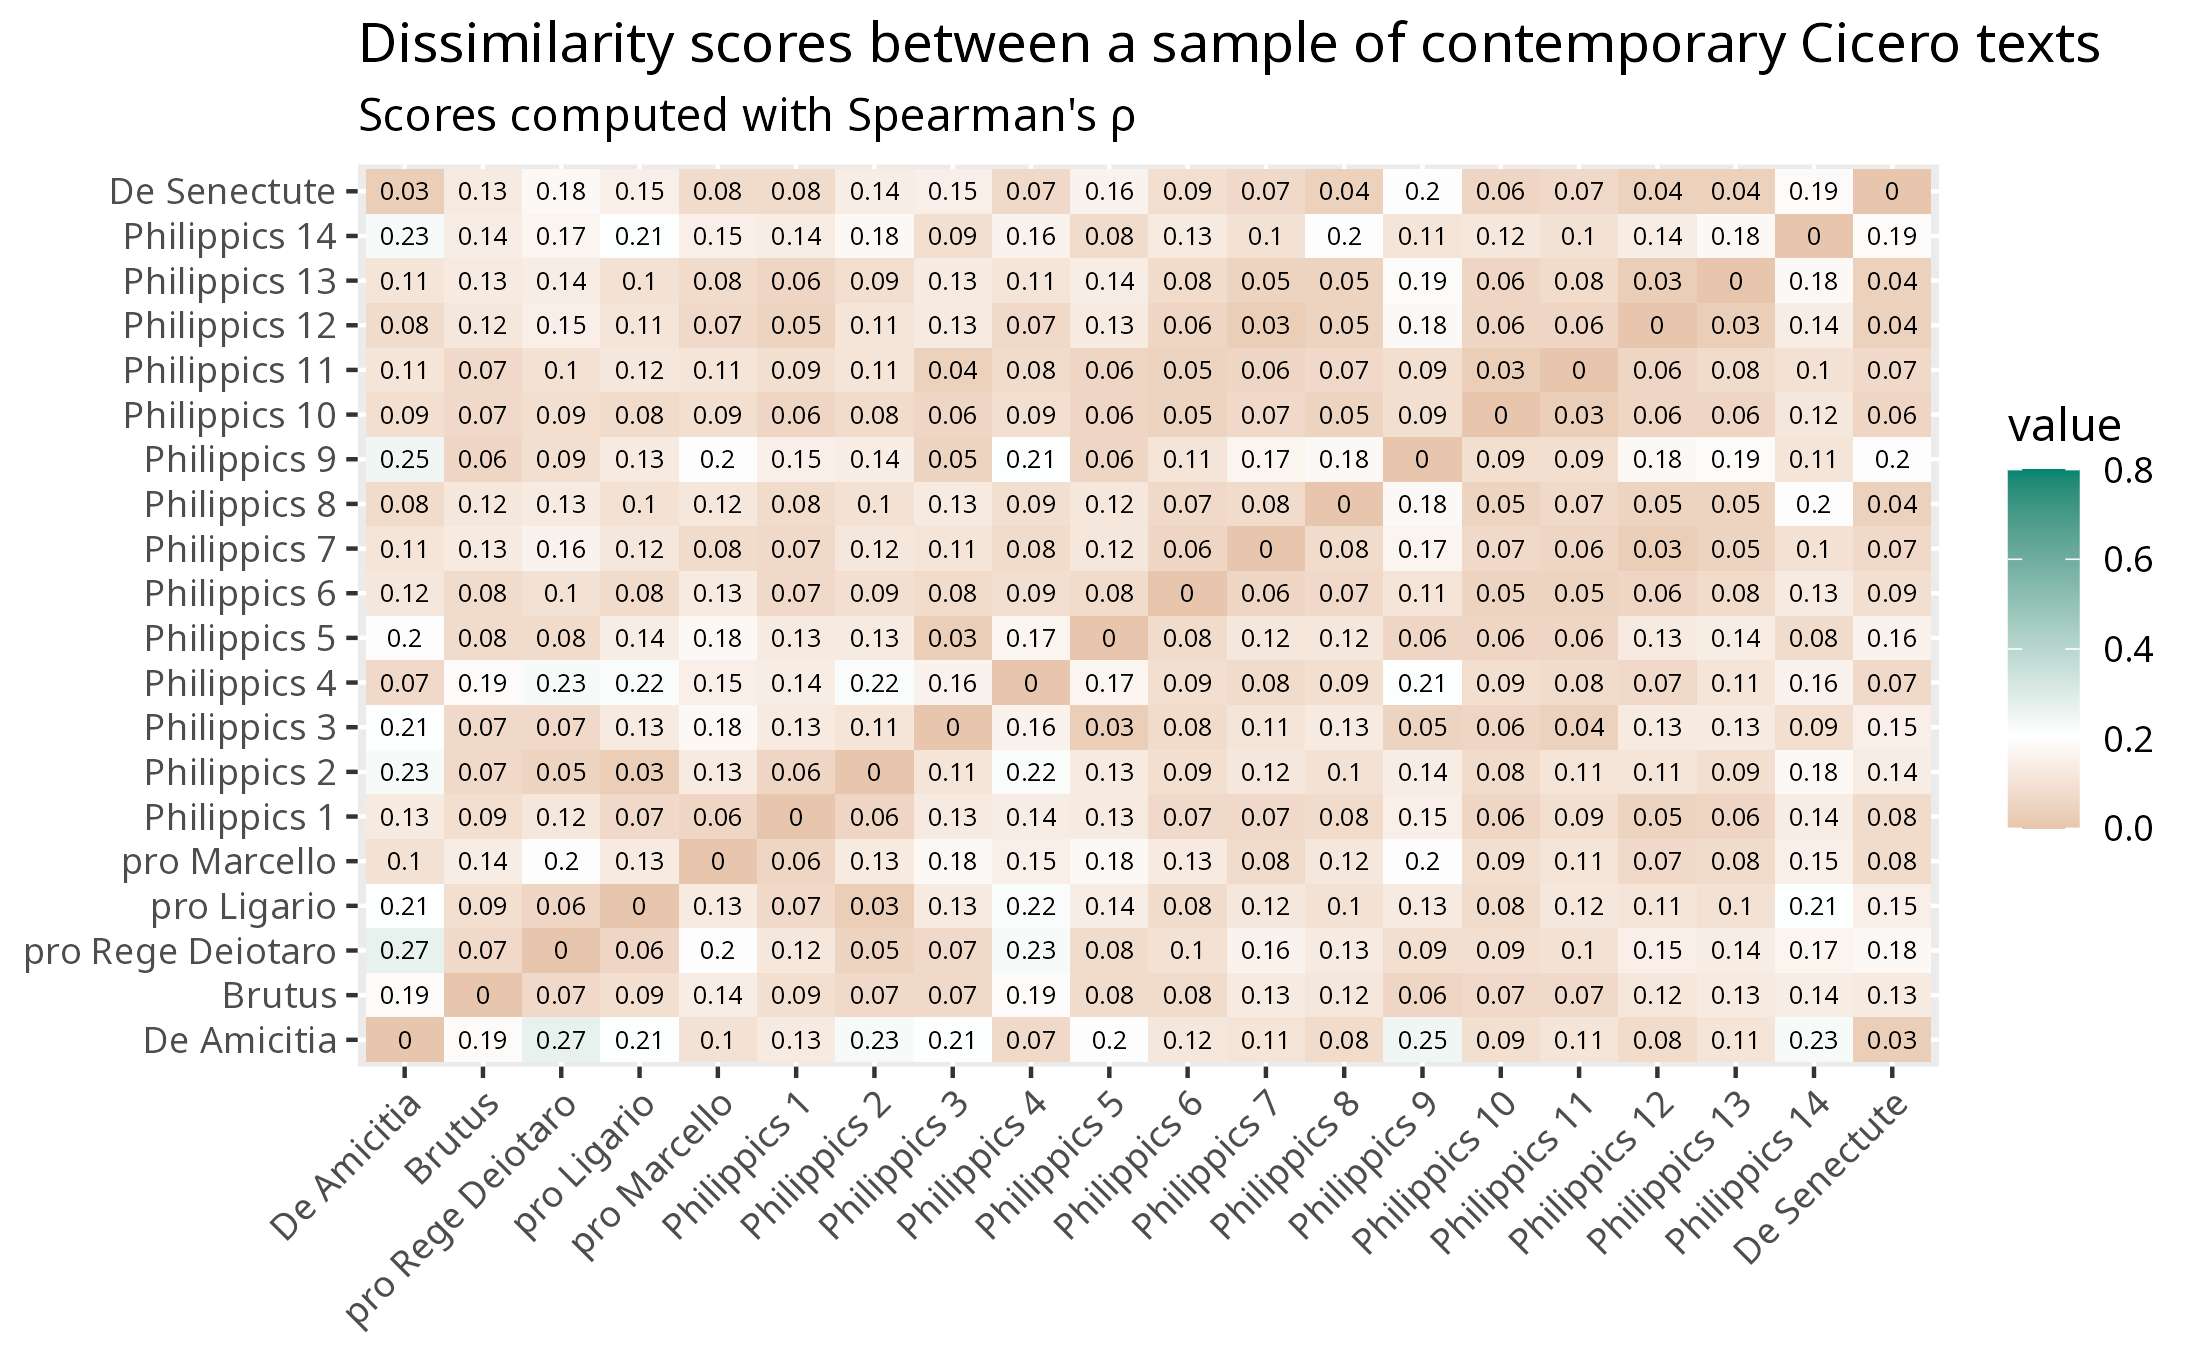 Dissimilarity scores between a sample of contemporary Cicero texts
Scores computed with Spearman's ρ
De Senectute 0.03 0.13 0.18 0.15 0.08 0.08 0.14 0.15 0.07 0.16 0.09 0.07 0.04 0.2 0.06 0.07 0.04 0.04 0.19 0
Philippics 14 0.23 0.14 0.17 0.21 0.15 0.14 0.18 0.09 0.16 0.08 0.13 0.1 0.2 0.11 0.12 0.1 0.14 0.18 0 0.19
Philippics 13 0.11 0.13 0.14 0.1 0.08 0.06 0.09 0.13 0.11 0.14 0.08 0.05 0.05 0.19 0.06 0.08 0.03 0 0.18 0.04
Philippics 12 0.08 0.12 0.15 0.11 0.07 0.05 0.11 0.13 0.07 0.13 0.06 0.03 0.05 0.18 0.06 0.06 0 0.03 0.14 0.04
Philippics 11 0.11 0.07 0.1 0.12 0.11 0.09 0.11 0.04 0.08 0.06 0.05 0.06 0.07 0.09 0.03 0 0.06 0.08 0.1 0.07
Philippics 10 0.09 0.07 0.09 0.08 0.09 0.06 0.08 0.06 0.09 0.06 0.05 0.07 0.05 0.09 0 0.03 0.06 0.06 0.12 0.06
Philippics 9 0.25 0.06 0.09 0.13 0.2 0.15 0.14 0.05 0.21 0.06 0.11 0.17 0.18 0 0.09 0.09 0.18 0.19 0.11 0.2
Philippics 8 0.08 0.12 0.13 0.1 0.12 0.08 0.1 0.13 0.09 0.12 0.07 0.08 0 0.18 0.05 0.07 0.05 0.05 0.2 0.04
Philippics 7 0.11 0.13 0.16 0.12 0.08 0.07 0.12 0.11 0.08 0.12 0.06 0 0.08 0.17 0.07 0.06 0.03 0.05 0.1 0.07
Philippics 6 0.12 0.08 0.1 0.08 0.13 0.07 0.09 0.08 0.09 0.08 0 0.06 0.07 0.11 0.05 0.05 0.06 0.08 0.13 0.09
Philippics 5 0.2 0.08 0.08 0.14 0.18 0.13 0.13 0.03 0.17 0 0.08 0.12 0.12 0.06 0.06 0.06 0.13 0.14 0.08 0.16
Philippics 4 0.07 0.19 0.23 0.22 0.15 0.14 0.22 0.16 0 0.17 0.09 0.08 0.09 0.21 0.09 0.08 0.07 0.11 0.16 0.07
Philippics 3 0.21 0.07 0.07 0.13 0.18 0.13 0.11 0 0.16 0.03 0.08 0.11 0.13 0.05 0.06 0.04 0.13 0.13 0.09 0.15
Philippics 2 0.23 0.07 0.05 0.03 0.13 0.06 0 0.11 0.22 0.13 0.09 0.12 0.1 0.14 0.08 0.11 0.11 0.09 0.18 0.14
Philippics 1 0.13 0.09 0.12 0.07 0.06 0 0.06 0.13 0.14 0.13 0.07 0.07 0.08 0.15 0.06 0.09 0.05 0.06 0.14 0.08
pro Marcello 0.1 0.14 0.2 0.13 0 0.06 0.13 0.18 0.15 0.18 0.13 0.08 0.12 0.2 0.09 0.11 0.07 0.08 0.15 0.08
pro Ligario 0.21 0.09 0.06 0 0.13 0.07 0.03 0.13 0.22 0.14 0.08 0.12 0.1 0.13 0.08 0.12 0.11 0.1 0.21 0.15
pro Rege Deiotaro 0.27 0.07 0 0.06 0.2 0.12 0.05 0.07 0.23 0.08 0.1 0.16 0.13 0.09 0.09 0.1 0.15 0.14 0.17 0.18
Brutus 0.19 0 0.07 0.09 0.14 0.09 0.07 0.07 0.19 0.08 0.08 0.13 0.12 0.06 0.07 0.07 0.12 0.13 0.14 0.13
De Amicitia 0 0.19 0.27 0.21 0.1 0.13 0.23 0.21 0.07 0.2 0.12 0.11 0.08 0.25 0.09 0.11 0.08 0.11 0.23 0.03
De Amicitia
Brutus
pro Rege Deiotaro
pro Ligario
pro Marcello
Philippics 1
Philippics 2
Philippics 3
Philippics 4
Philippics 5
Philippics 6
Philippics 7
Philippics 8
Philippics 9
Philippics 10
Philippics 11
Philippics 12
Philippics 13
Philippics 14
De Senectute
value
0.8
0.6
0.4
0.2
0.0